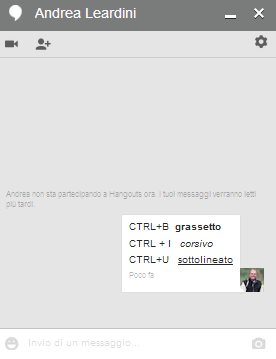 Andrea Leardini
Andrea non sta partecipando a Hangouts ora, i tuoi messaggi verranno letti
più tardi.
CTRL+B grassetto
CTRL + I corsivo
CTRL+U sottolineato
Poco fa
Invio di un messaggio...